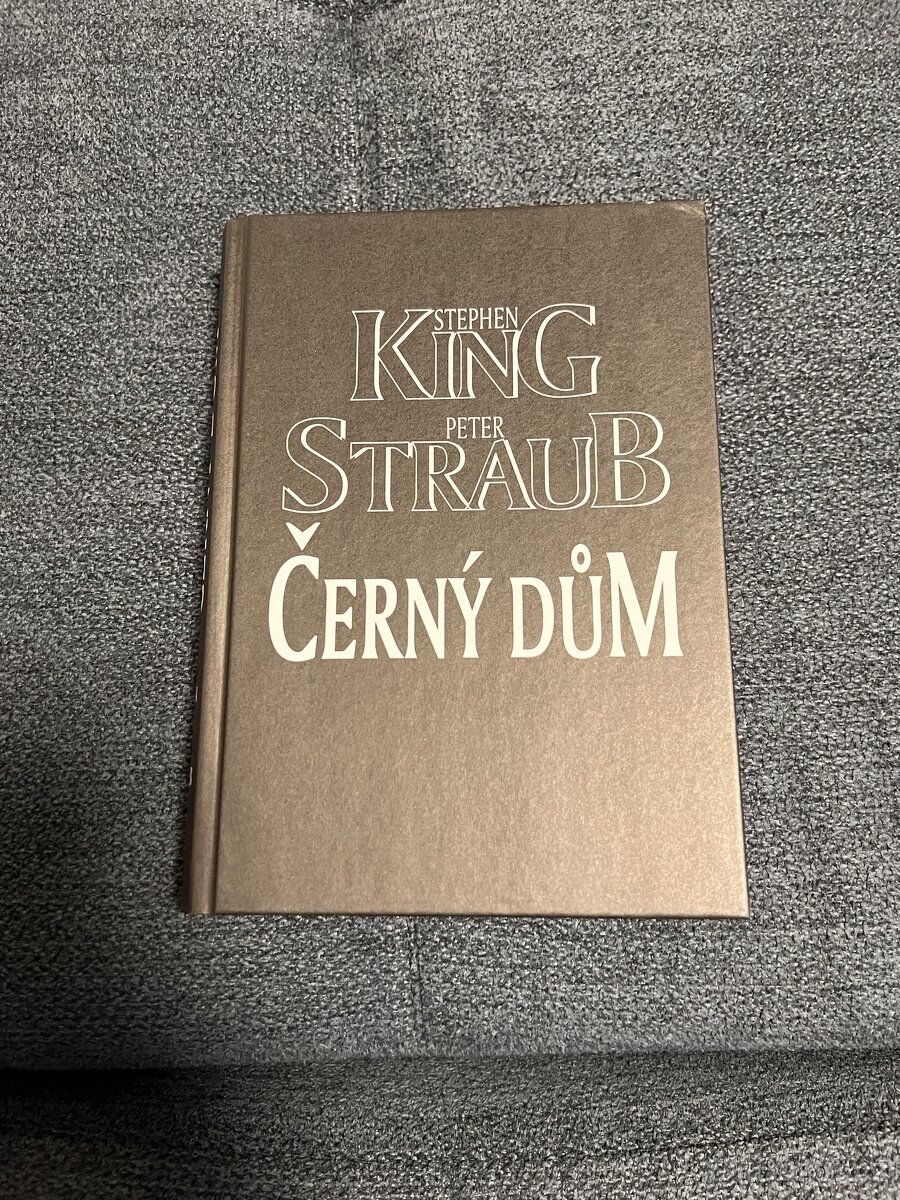 STEPHEN
KING
PETER
STRAUB
ČERNÝ DŮM